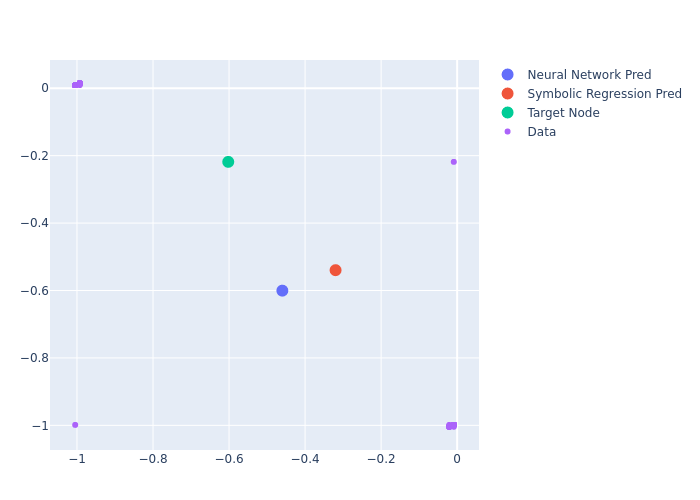 Neural Network Pred
Symbolic Regression Pred
Target Node
Data
0
−0.2
−0.4
−0.6
−0.8
−1
−1 −0.8 −0.6 −0.4 −0.2 0